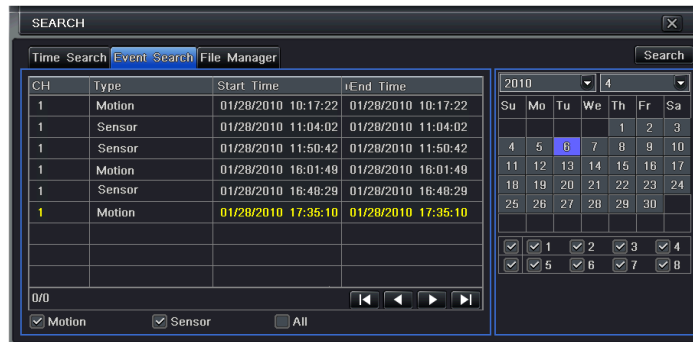 SEARCH
Time Search Event Search File Manager Search
CH Type Start Time End Time
1 Motion 01/28/2010 10:17:22 01/28/2010 10:17:22
1 Sensor 01/28/2010 11:04:02 01/28/2010 11:04:02
1 Sensor 01/28/2010 11:50:42 01/28/2010 11:50:42
1 Motion 01/28/2010 16:01:49 01/28/2010 16:01:49
1 Sensor 01/28/2010 16:48:29 01/28/2010 16:48:29
1 Motion 01/28/2010 17:35:10 01/28/2010 17:35:10
0/0
Motion Sensor All
2010 4
Su Mo Tu We Th Fr Sa
1 2 3
4 5 6 7 8 9 10
11 12 13 14 15 16 17
18 19 20 21 22 23 24
25 26 27 28 29 30
1 2 3 4
5 6 7 8